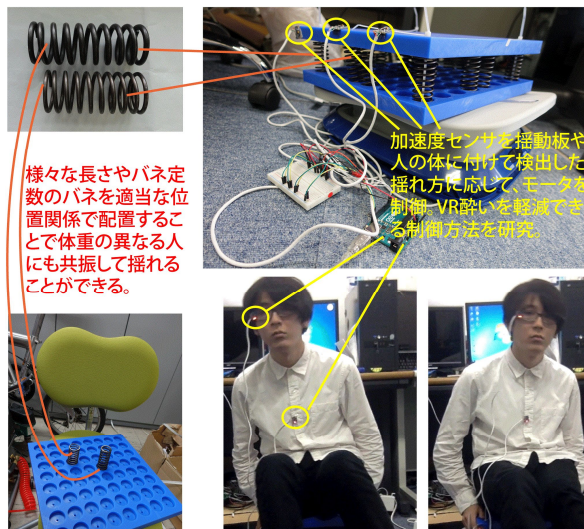 様々な長さやバネ定
数のバネを適当な位
置関係で配置するこ
とで体重の異なる人
にも共振して揺れる
ことができる。
加速度センサを揺動板や
人の体に付けて検出した
揺れ方に応じて、モータを
制御。VR酔いを軽減でき
る制御方法を研究。